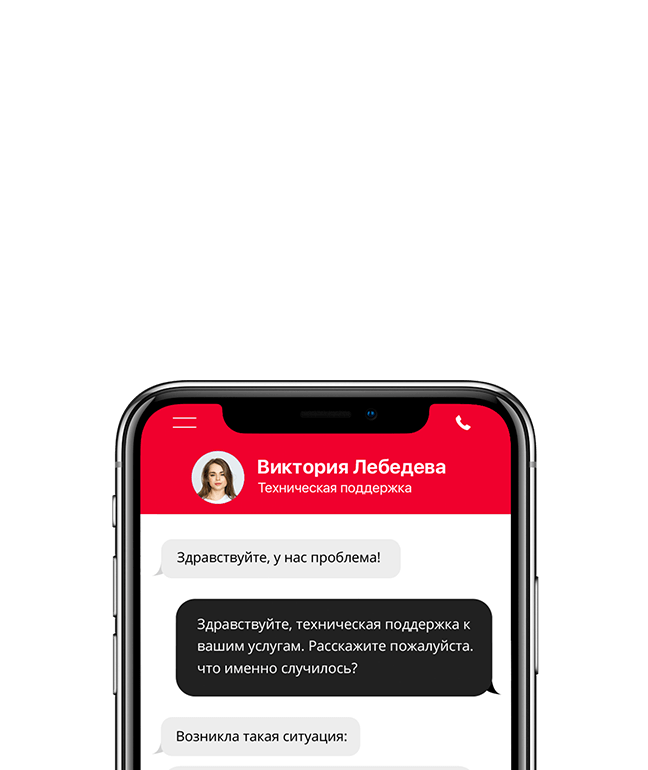 Виктория Лебедева
Техническая поддержка
Здравствуйте, у нас проблема!
Здравствуйте, техническая поддержка к
вашим услугам. Расскажите пожалуйста.
что именно случилось?
Возникла такая ситуация: